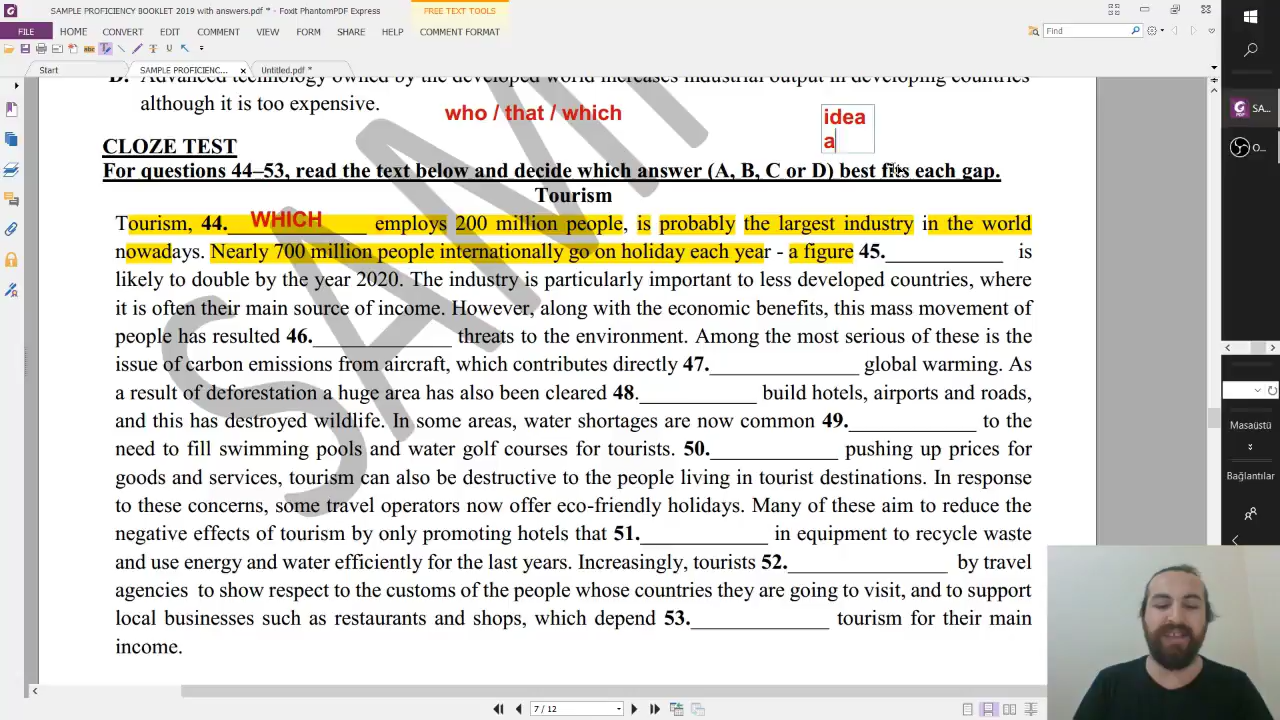 SAMPLE PROFICIENCY BOOKLET 2019 with answers.pdf * - Foxit PhantomPDF Express
FREE TEXT TOOLS
FILE HOME CONVERT EDIT COMMENT VIEW FORM SHARE HELP COMMENT FORMAT
Find
Start SAMPLE PROFICIENC... Untitled.pdf *
D. Advanced technology owned by the developed world increases industrial output in developing countries
although it is too expensive.
who / that / which
idea
a
CLOZE TEST
For questions 44–53, read the text below and decide which answer (A, B, C or D) best fits each gap.
Tourism
Tourism, 44. WHICH employs 200 million people, is probably the largest industry in the world
nowadays. Nearly 700 million people internationally go on holiday each year - a figure 45.___________ is
likely to double by the year 2020. The industry is particularly important to less developed countries, where
it is often their main source of income. However, along with the economic benefits, this mass movement of
people has resulted 46._____________ threats to the environment. Among the most serious of these is the
issue of carbon emissions from aircraft, which contributes directly 47.______________ global warming. As
a result of deforestation a huge area has also been cleared 48.___________ build hotels, airports and roads,
and this has destroyed wildlife. In some areas, water shortages are now common 49.____________ to the
need to fill swimming pools and water golf courses for tourists. 50.____________ pushing up prices for
goods and services, tourism can also be destructive to the people living in tourist destinations. In response
to these concerns, some travel operators now offer eco-friendly holidays. Many of these aim to reduce the
negative effects of tourism by only promoting hotels that 51.____________ in equipment to recycle waste
and use energy and water efficiently for the last years. Increasingly, tourists 52._______________ by travel
agencies to show respect to the customs of the people whose countries they are going to visit, and to support
local businesses such as restaurants and shops, which depend 53._____________ tourism for their main
income.
SAM
7 / 12
SA...
O...
Masaüstü
Bağlantılar